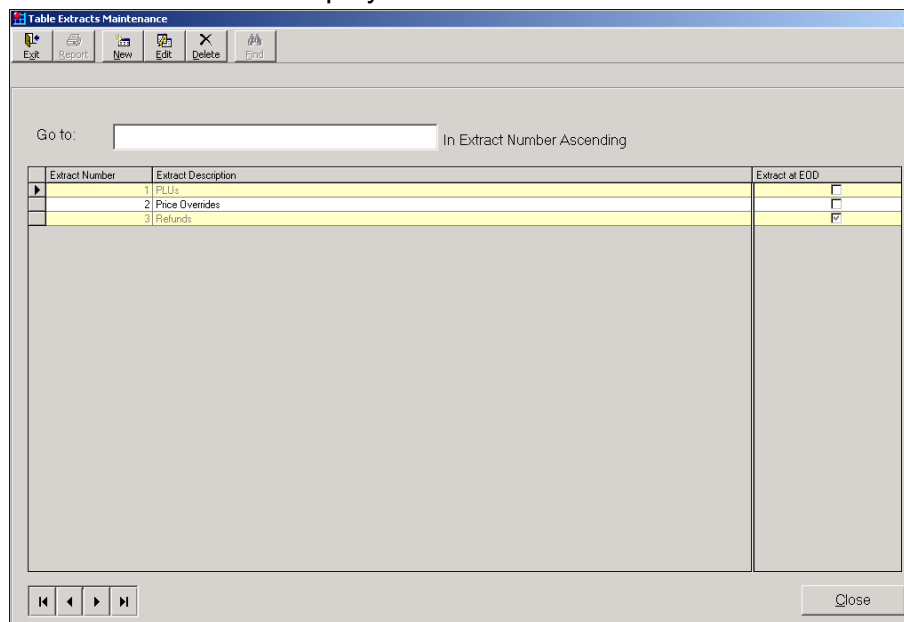 Table Extracts Maintenance
Exit Report New Edit Delete Find
Go to: In Extract Number Ascending
Extract Number Extract Description Extract at EOD
1 PLUs
2 Price Overrides
3 Refunds
Close